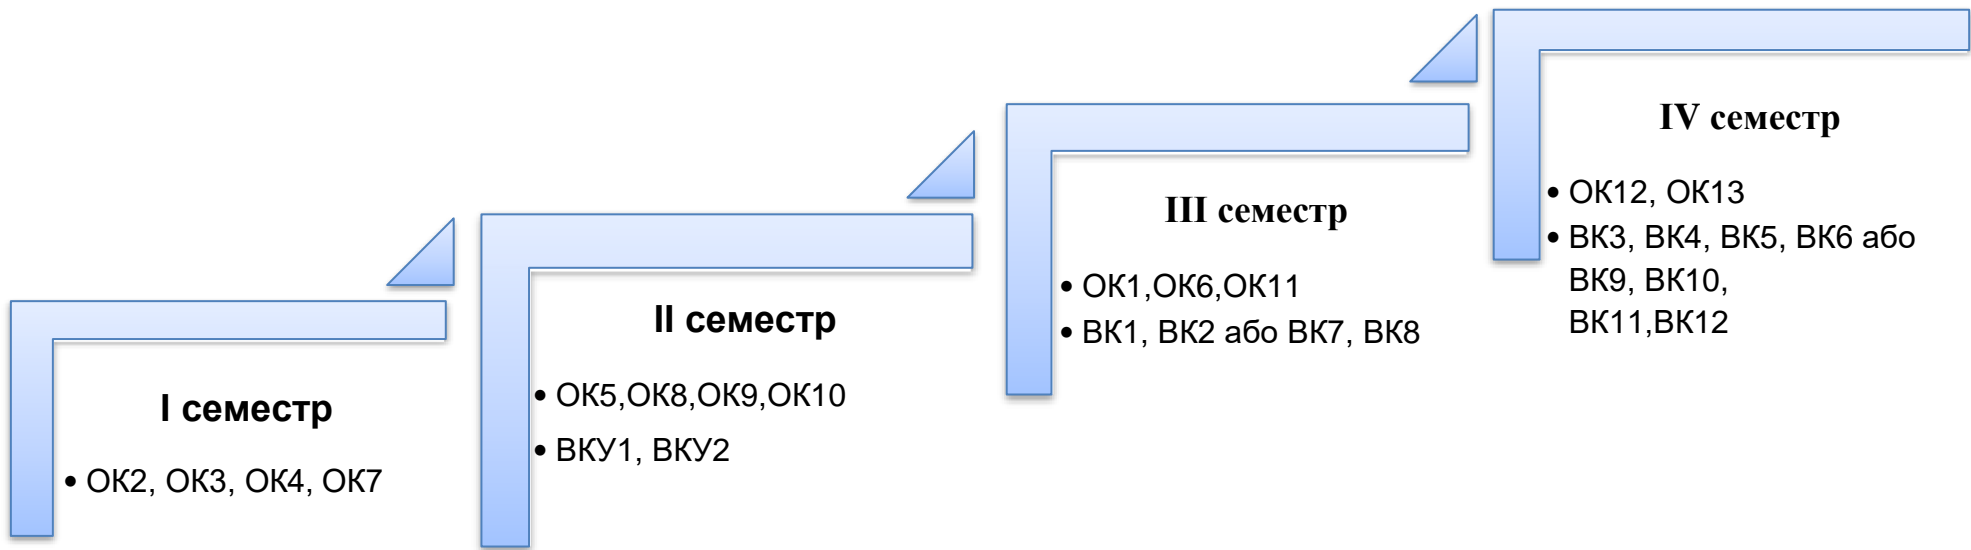 I семестр
• ОК2, ОК3, ОК4, ОК7
II семестр
• ОК5,ОК8,ОК9,ОК10
• ВКУ1, ВКУ2
III семестр
• ОК1,ОК6,ОК11
• ВК1, ВК2 або ВК7, ВК8
IV семестр
• ОК12, ОК13
• ВК3, ВК4, ВК5, ВК6 або
ВК9, ВК10,
ВК11,ВК12